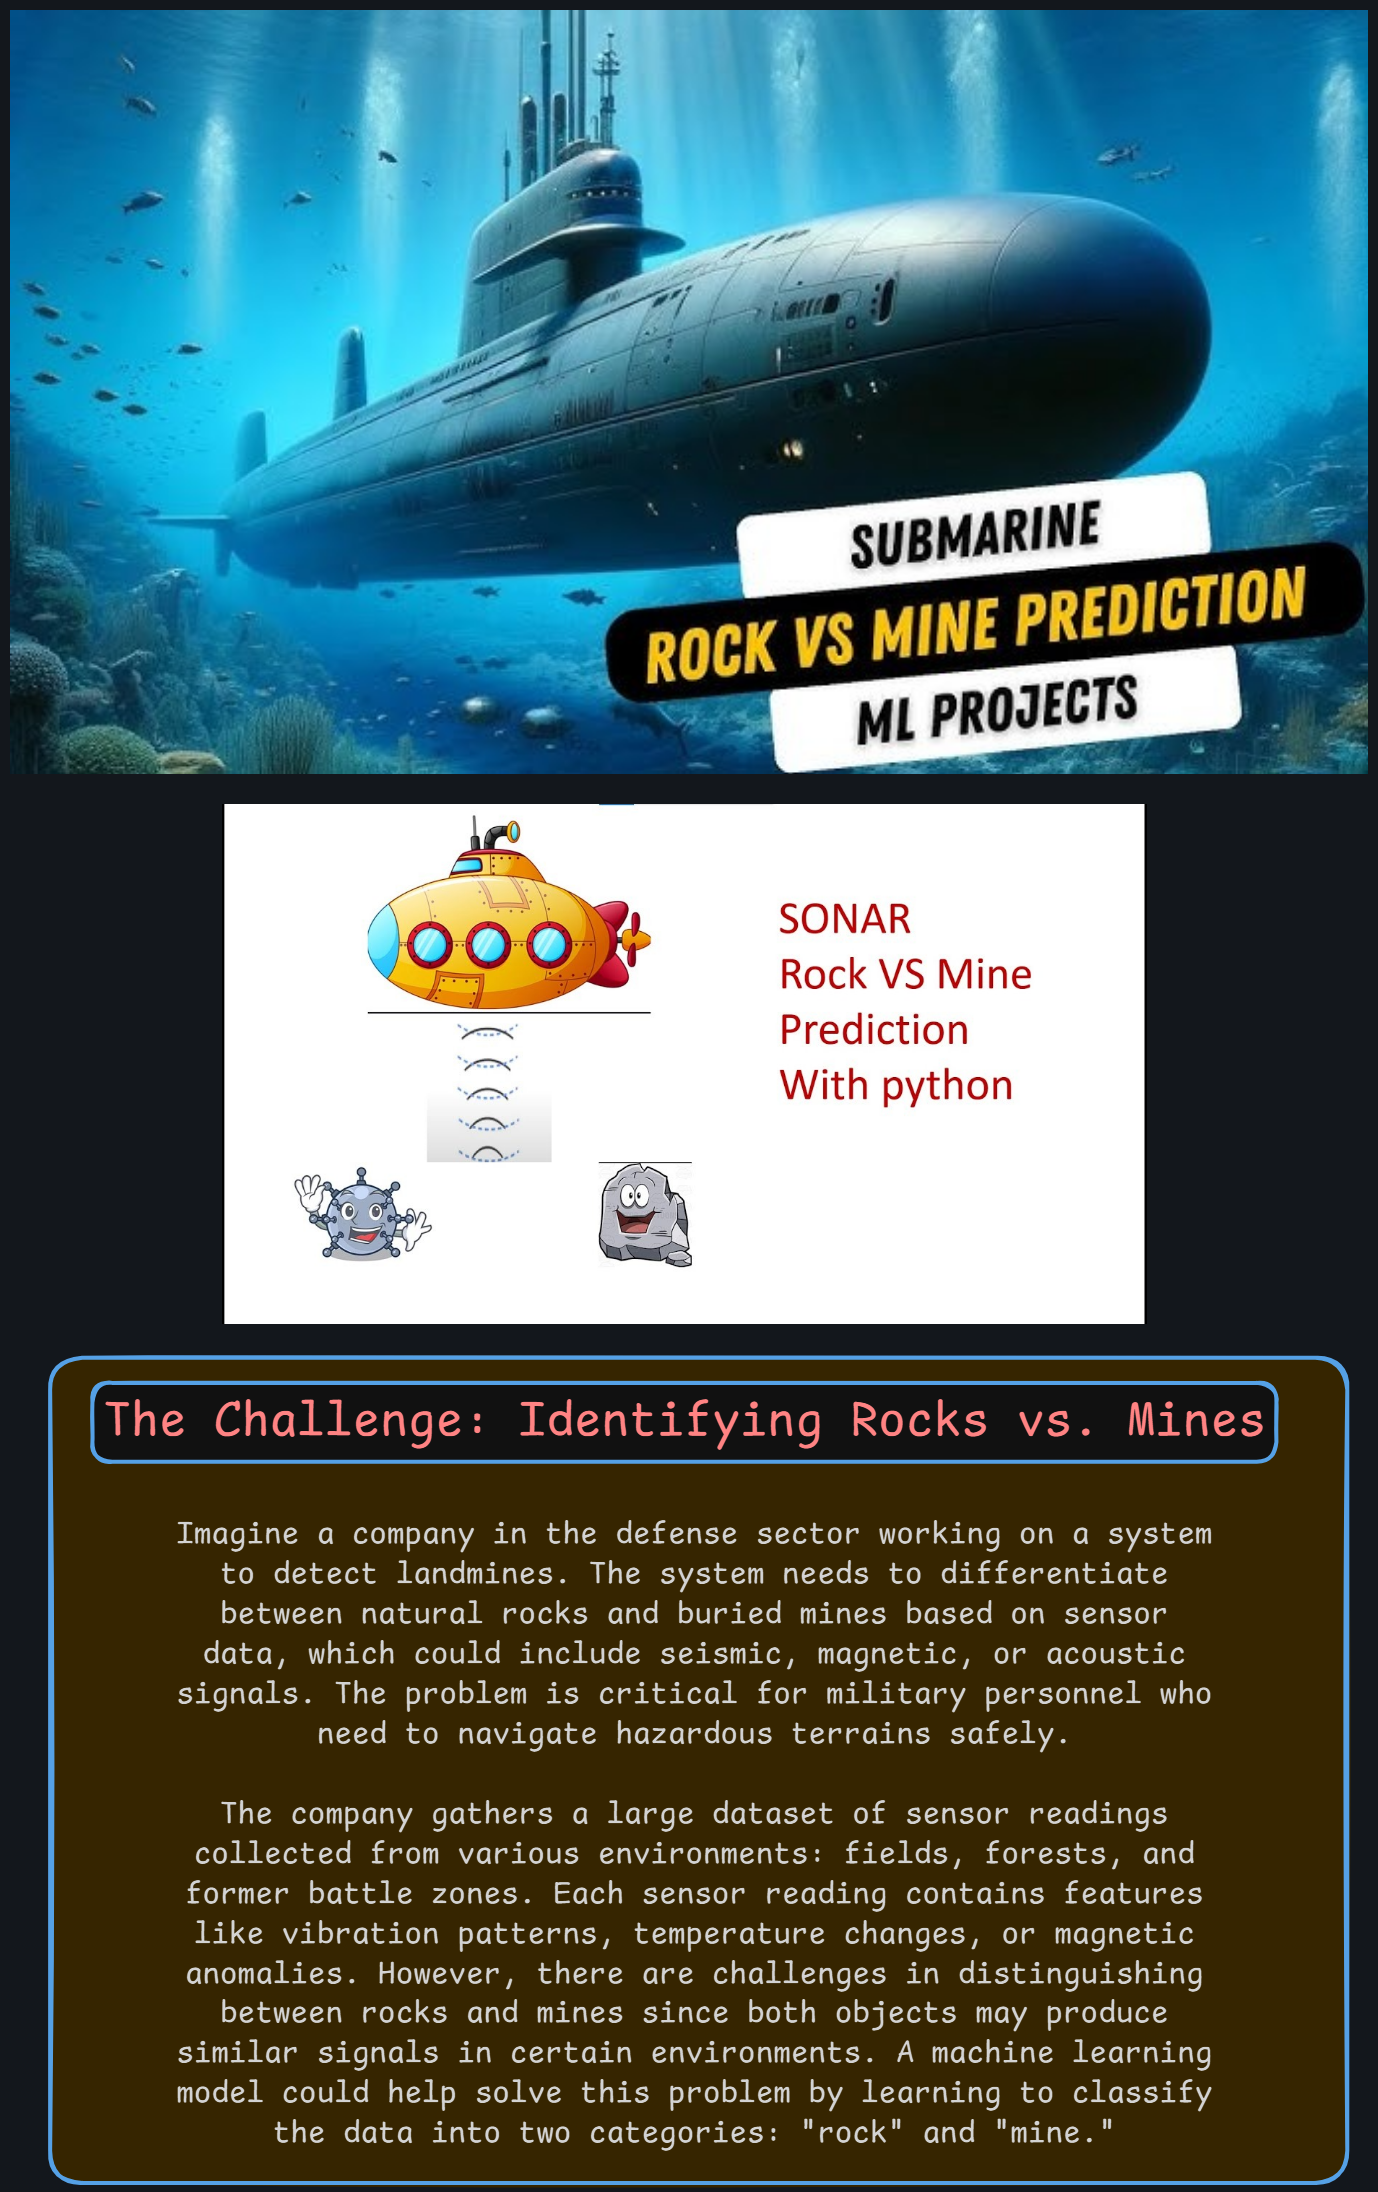 SUBMARINE
ROCK VS MINE PREDICTION
ML PROJECTS
SONAR
Rock VS Mine
Prediction
With python
The Challenge: Identifying Rocks vs. Mines
Imagine a company in the defense sector working on a system
to detect landmines. The system needs to differentiate
between natural rocks and buried mines based on sensor
data, which could include seismic, magnetic, or acoustic
signals. The problem is critical for military personnel who
need to navigate hazardous terrains safely.
The company gathers a large dataset of sensor readings
collected from various environments: fields, forests, and
former battle zones. Each sensor reading contains features
like vibration patterns, temperature changes, or magnetic
anomalies. However, there are challenges in distinguishing
between rocks and mines since both objects may produce
similar signals in certain environments. A machine learning
model could help solve this problem by learning to classify
the data into two categories: "rock" and "mine."